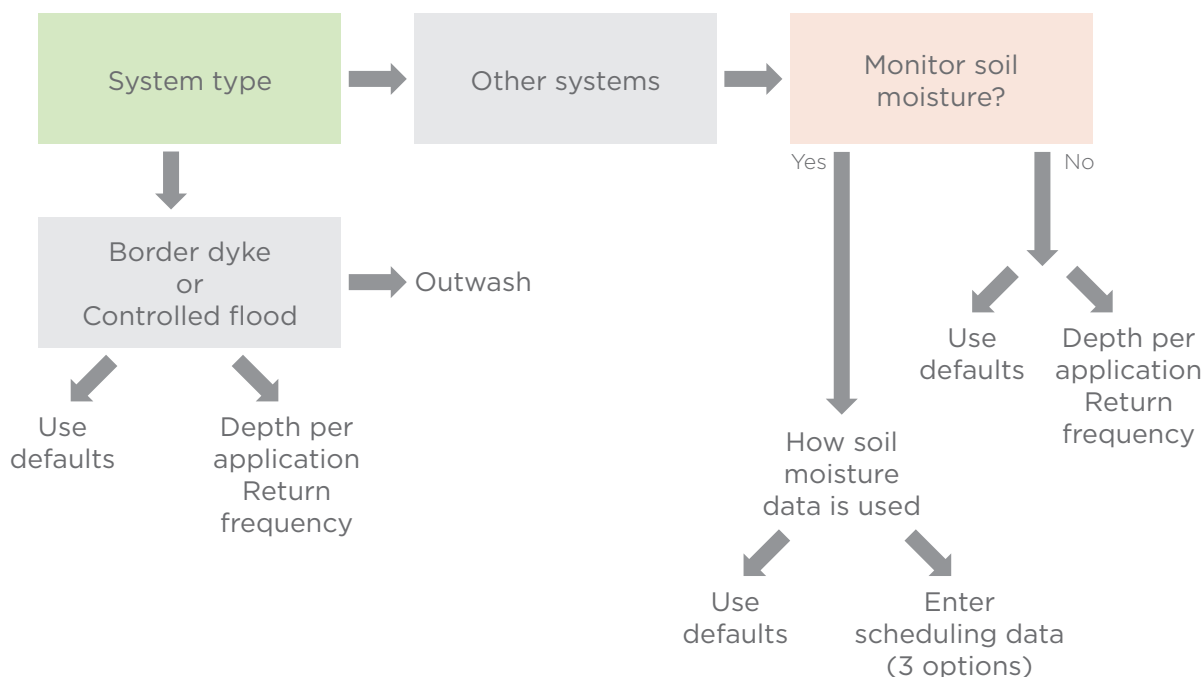 System type
Other systems
Monitor soil
moisture?
Yes
No
Border dyke
or
Controlled flood
Outwash
Use
defaults
Depth per
application
Return
frequency
Use
defaults
Depth per
application
Return
frequency
How soil
moisture
data is used
Use
defaults
Enter
scheduling data
(3 options)